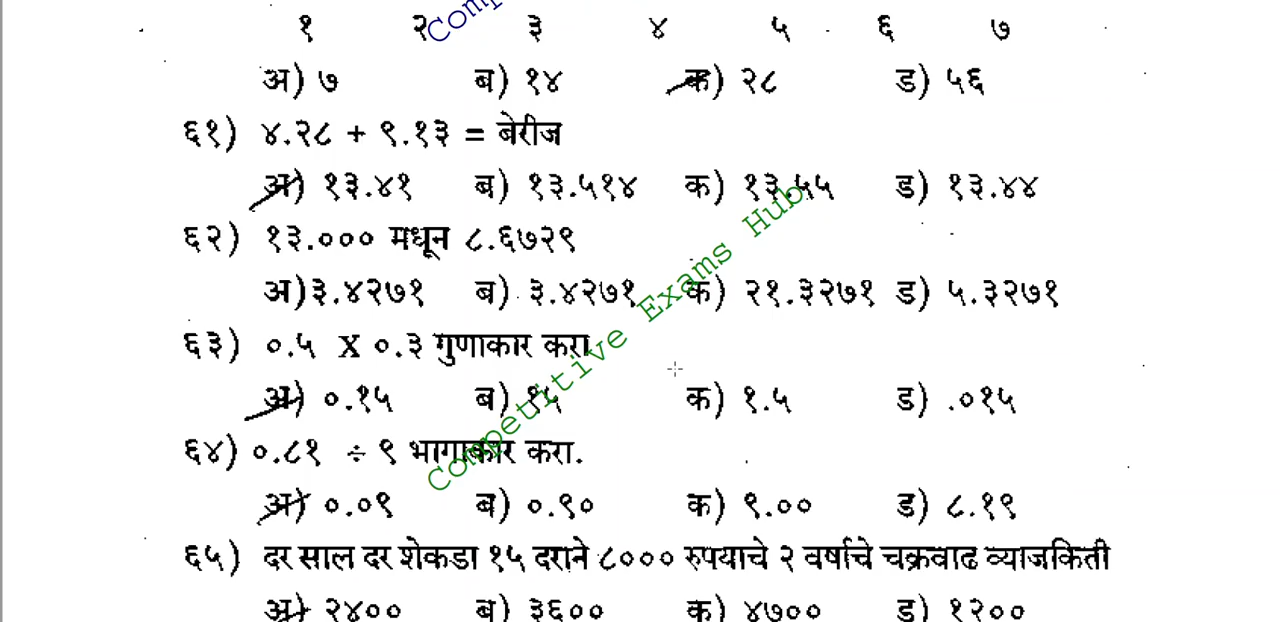 १ २ ३ ४ ५ ६ ७
अ) ७ ब) १४ क) २८ ड) ५६
६१) ४.२८ + ९.१३ = बेरीज
अ) १३.४१ ब) १३.५१४ क) १३.५५ ड) १३.४४
६२) १३.००० मधून ८.६७२९
अ)३.४२७१ ब) ३.४२७१ क) २१.३२७१ ड) ५.३२७१
६३) ०.५ X ०.३ गुणाकार करा
अ) ०.१५ ब) १५ क) १.५ ड) .०१५
६४) ०.८१ ÷ ९ भागाकार करा.
अ) ०.०९ ब) ०.९० क) ९.०० ड) ८.१९
६५) दर साल दर शेकडा १५ दराने ८००० रुपयाचे २ वर्षाचे चक्रवाढ व्याजकिती
अ) २४०० ब) ३६०० क) ४७०० ड) १२००
Competitive Exams Hub